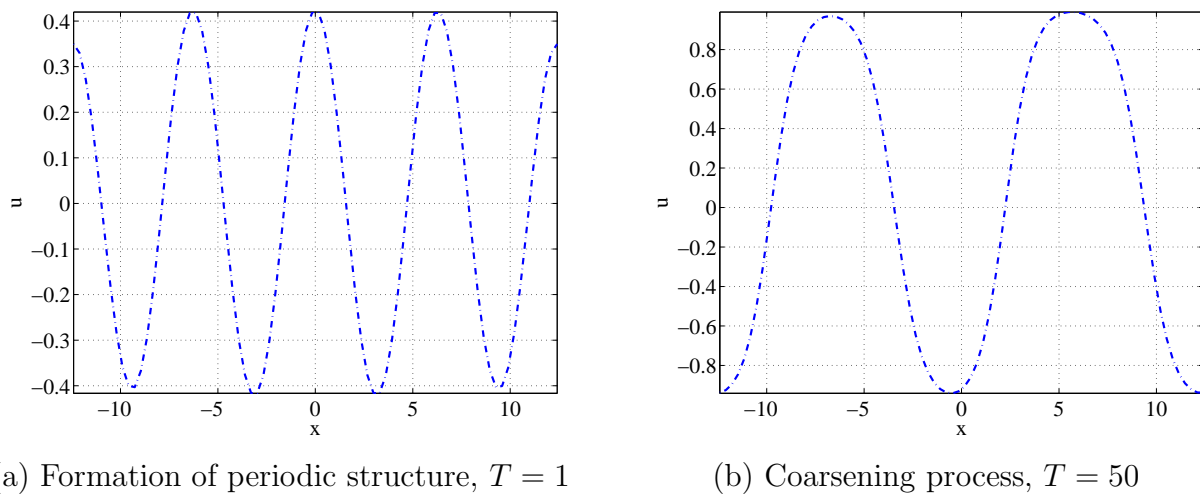 0.4
0.3
0.2
0.1
0
−0.1
−0.2
−0.3
−0.4
u
−10 −5 0 5 10
x
0.8
0.6
0.4
0.2
0
−0.2
−0.4
−0.6
−0.8
u
−10 −5 0 5 10
x
a) Formation of periodic structure, T = 1
(b) Coarsening process, T = 50